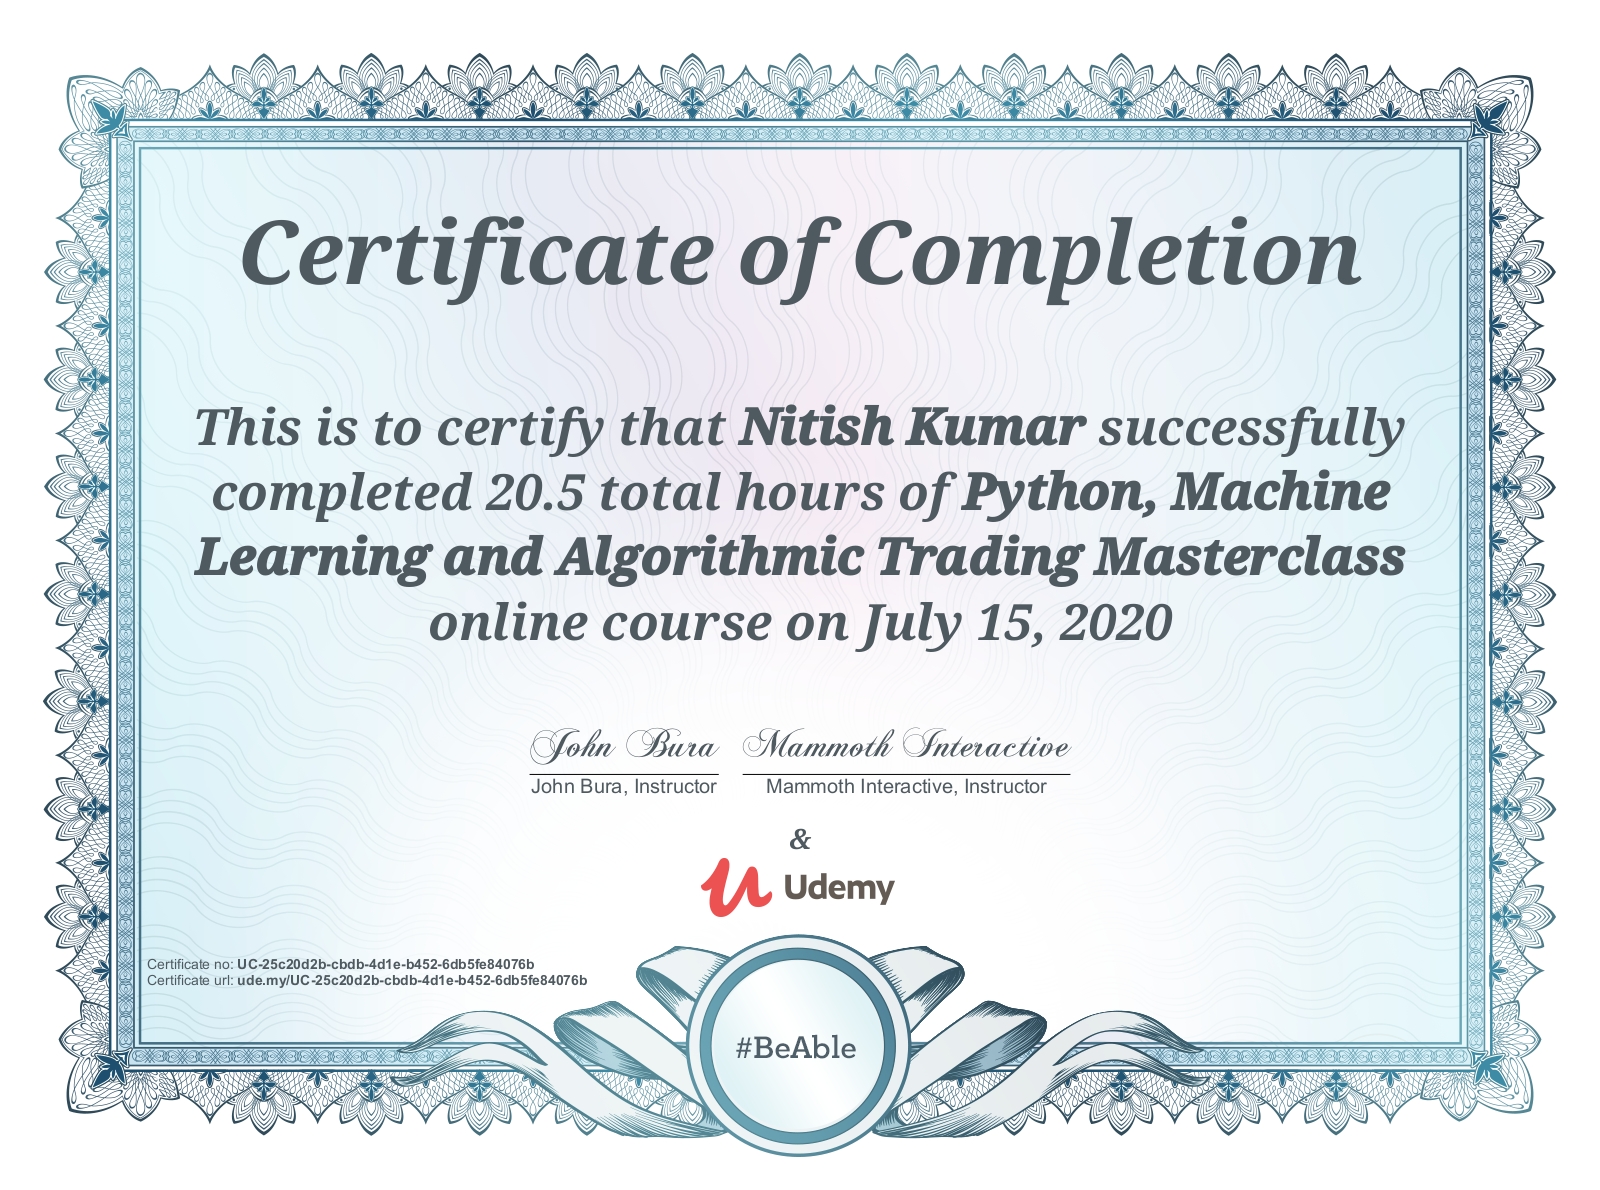 Certificate of Completion
This is to certify that Nitish Kumar successfully
completed 20.5 total hours of Python, Machine
Learning and Algorithmic Trading Masterclass
online course on July 15, 2020
John Bura Mammoth Interactive
John Bura, Instructor Mammoth Interactive, Instructor
&
Udemy
Certificate no: UC-25c20d2b-cbdb-4d1e-b452-6db5fe84076b
Certificate url: ude.my/UC-25c20d2b-cbdb-4d1e-b452-6db5fe84076b
#BeAble